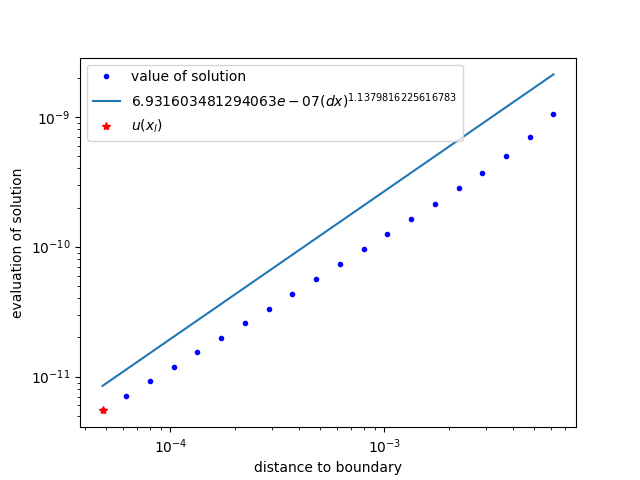 value of solution
6.931603481294063e − 07(dx)^1.1379816225616783
u(x_l)
evaluation of solution
10^−9
10^−10
10^−11
10^−4
10^−3
distance to boundary